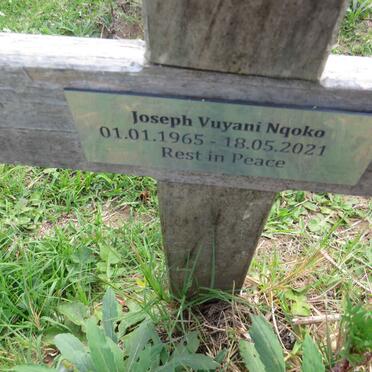 Joseph Vuyani Nqoko
01.01.1965 - 18.05.2021
Rest in Peace